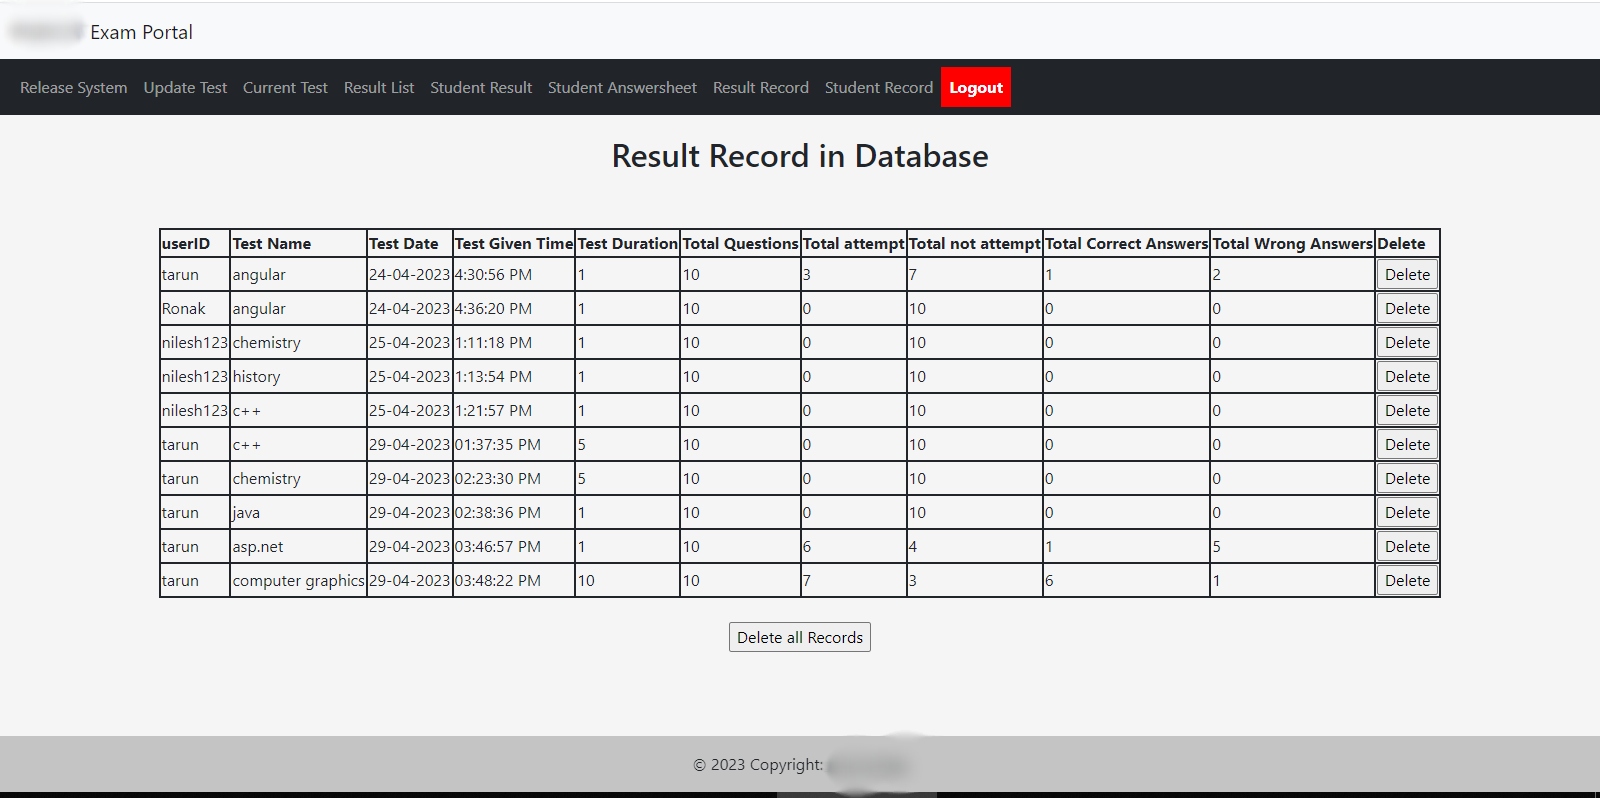 Exam Portal
Release System Update Test Current Test Result List Student Result Student Answersheet Result Record Student Record Logout
Result Record in Database
userID Test Name Test Date Test Given Time Test Duration Total Questions Total attempt Total not attempt Total Correct Answers Total Wrong Answers Delete
tarun angular 24-04-2023 4:30:56 PM 1 10 3 7 1 2 Delete
Ronak angular 24-04-2023 4:36:20 PM 1 10 0 10 0 0 Delete
nilesh123 chemistry 25-04-2023 1:11:18 PM 1 10 0 10 0 0 Delete
nilesh123 history 25-04-2023 1:13:54 PM 1 10 0 10 0 0 Delete
nilesh123 c++ 25-04-2023 1:21:57 PM 1 10 0 10 0 0 Delete
tarun c++ 29-04-2023 01:37:35 PM 5 10 0 10 0 0 Delete
tarun chemistry 29-04-2023 02:23:30 PM 5 10 0 10 0 0 Delete
tarun java 29-04-2023 02:38:36 PM 1 10 0 10 0 0 Delete
tarun asp.net 29-04-2023 03:46:57 PM 1 10 6 4 1 5 Delete
tarun computer graphics 29-04-2023 03:48:22 PM 10 10 7 3 6 1 Delete
Delete all Records
© 2023 Copyright: